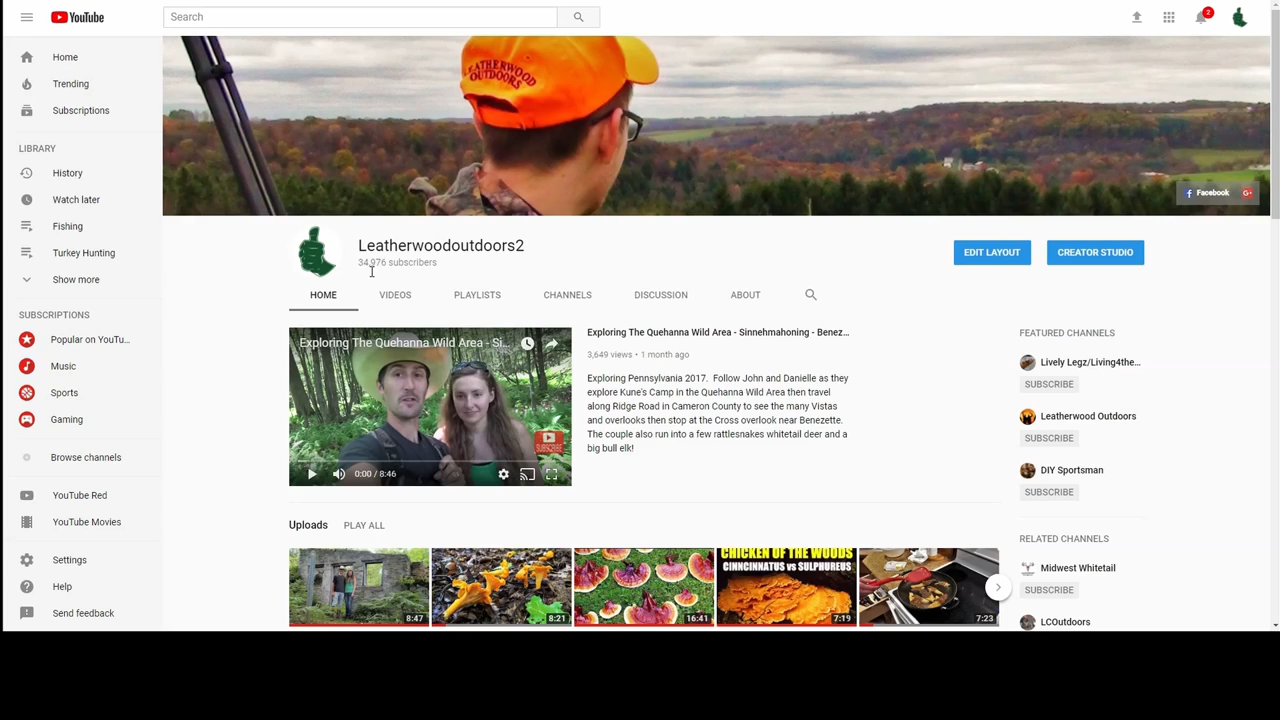 YouTube
Search
2
Home
Trending
Subscriptions
LIBRARY
History
Watch later
Fishing
Turkey Hunting
Show more
SUBSCRIPTIONS
Popular on YouTu...
Music
Sports
Gaming
Browse channels
YouTube Red
YouTube Movies
Settings
Help
Send feedback
LEATHERWOOD
OUTDOORS
Facebook
G+
Leatherwoodoutdoors2
34,976 subscribers
EDIT LAYOUT
CREATOR STUDIO
HOME
VIDEOS
PLAYLISTS
CHANNELS
DISCUSSION
ABOUT
Exploring The Quehanna Wild Area - Si...
SUBSCRIBE
0:00 / 8:46
Exploring The Quehanna Wild Area - Sinnehmahoning - Benez...
3,649 views • 1 month ago
Exploring Pennsylvania 2017. Follow John and Danielle as they
explore Kune's Camp in the Quehanna Wild Area then travel
along Ridge Road in Cameron County to see the many Vistas
and overlooks then stop at the Cross overlook near Benezette.
The couple also run into a few rattlesnakes whitetail deer and a
big bull elk!
Uploads
PLAY ALL
8:47
8:21
16:41
CHICKEN OF THE WOODS
CINNCINNATUS vs SULPHUREUS
7:19
7:23
FEATURED CHANNELS
Lively Legz/Living4the...
SUBSCRIBE
Leatherwood Outdoors
SUBSCRIBE
DIY Sportsman
SUBSCRIBE
RELATED CHANNELS
Midwest Whitetail
SUBSCRIBE
LCOutdoors